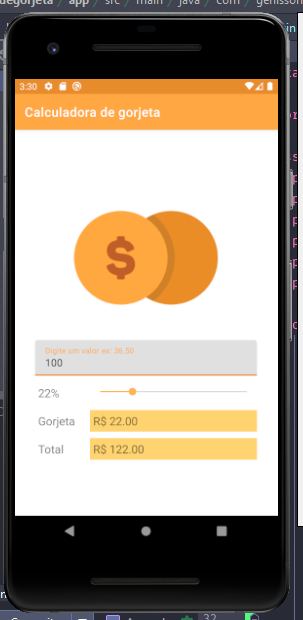 degorjeta / app / src / main / java / com / genisson
3:30
Calculadora de gorjeta
$
Digite um valor ex: 36.50
100
22%
Gorjeta R$ 22.00
Total R$ 122.00
32